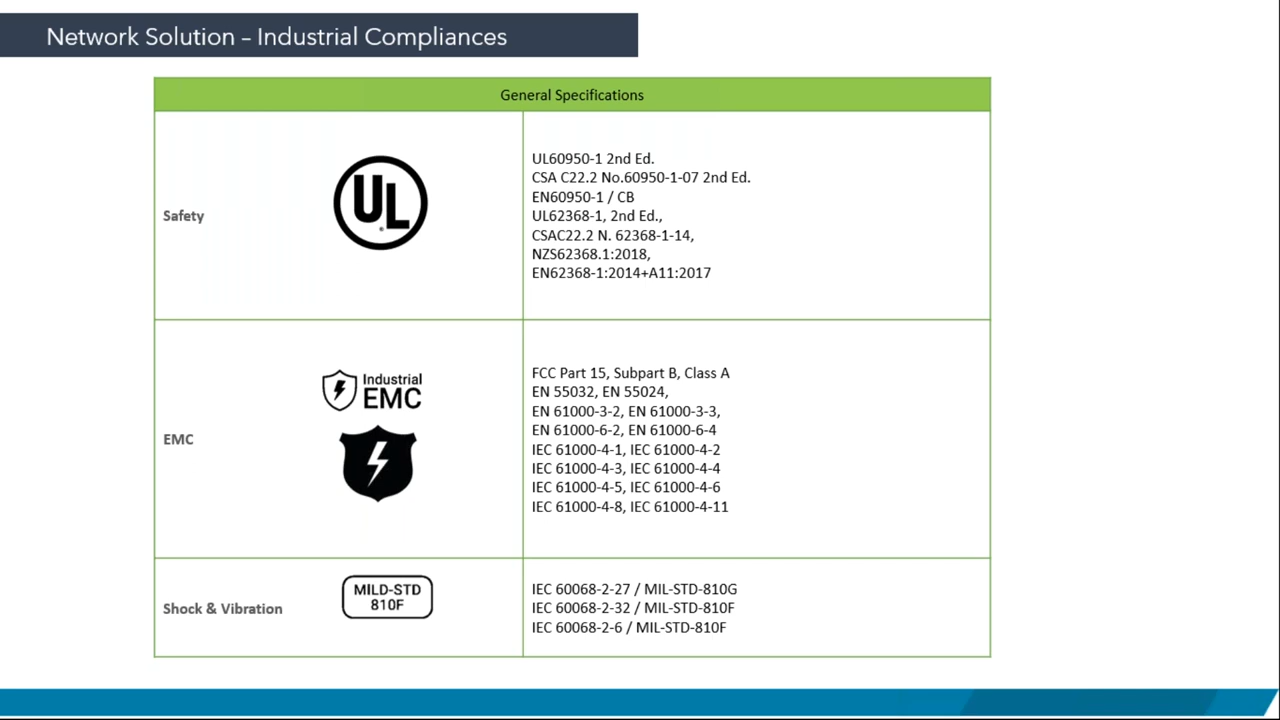 Network Solution – Industrial Compliances
General Specifications
Safety
UL
UL60950-1 2nd Ed.
CSA C22.2 No.60950-1-07 2nd Ed.
EN60950-1 / CB
UL62368-1, 2nd Ed.,
CSAC22.2 N. 62368-1-14,
NZS62368.1:2018,
EN62368-1:2014+A11:2017
EMC
Industrial
EMC
FCC Part 15, Subpart B, Class A
EN 55032, EN 55024,
EN 61000-3-2, EN 61000-3-3,
EN 61000-6-2, EN 61000-6-4
IEC 61000-4-1, IEC 61000-4-2
IEC 61000-4-3, IEC 61000-4-4
IEC 61000-4-5, IEC 61000-4-6
IEC 61000-4-8, IEC 61000-4-11
Shock & Vibration
MILD-STD
810F
IEC 60068-2-27 / MIL-STD-810G
IEC 60068-2-32 / MIL-STD-810F
IEC 60068-2-6 / MIL-STD-810F